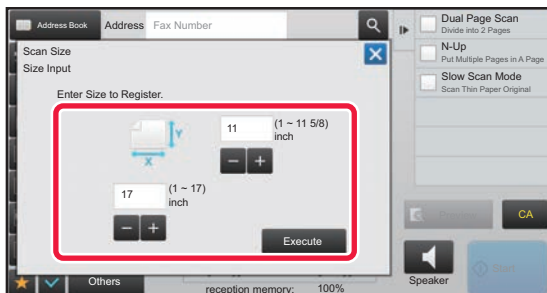 Address Book Address Fax Number
Dual Page Scan
Divide into 2 Pages
N-Up
Put Multiple Pages in A Page
Slow Scan Mode
Scan Thin Paper Original
Scan Size
Size Input
Enter Size to Register.
Y
X
11 (1 ~ 11 5/8)
inch
17 (1 ~ 17)
inch
Execute
CA
Speaker
Start
Others
reception memory: 100%